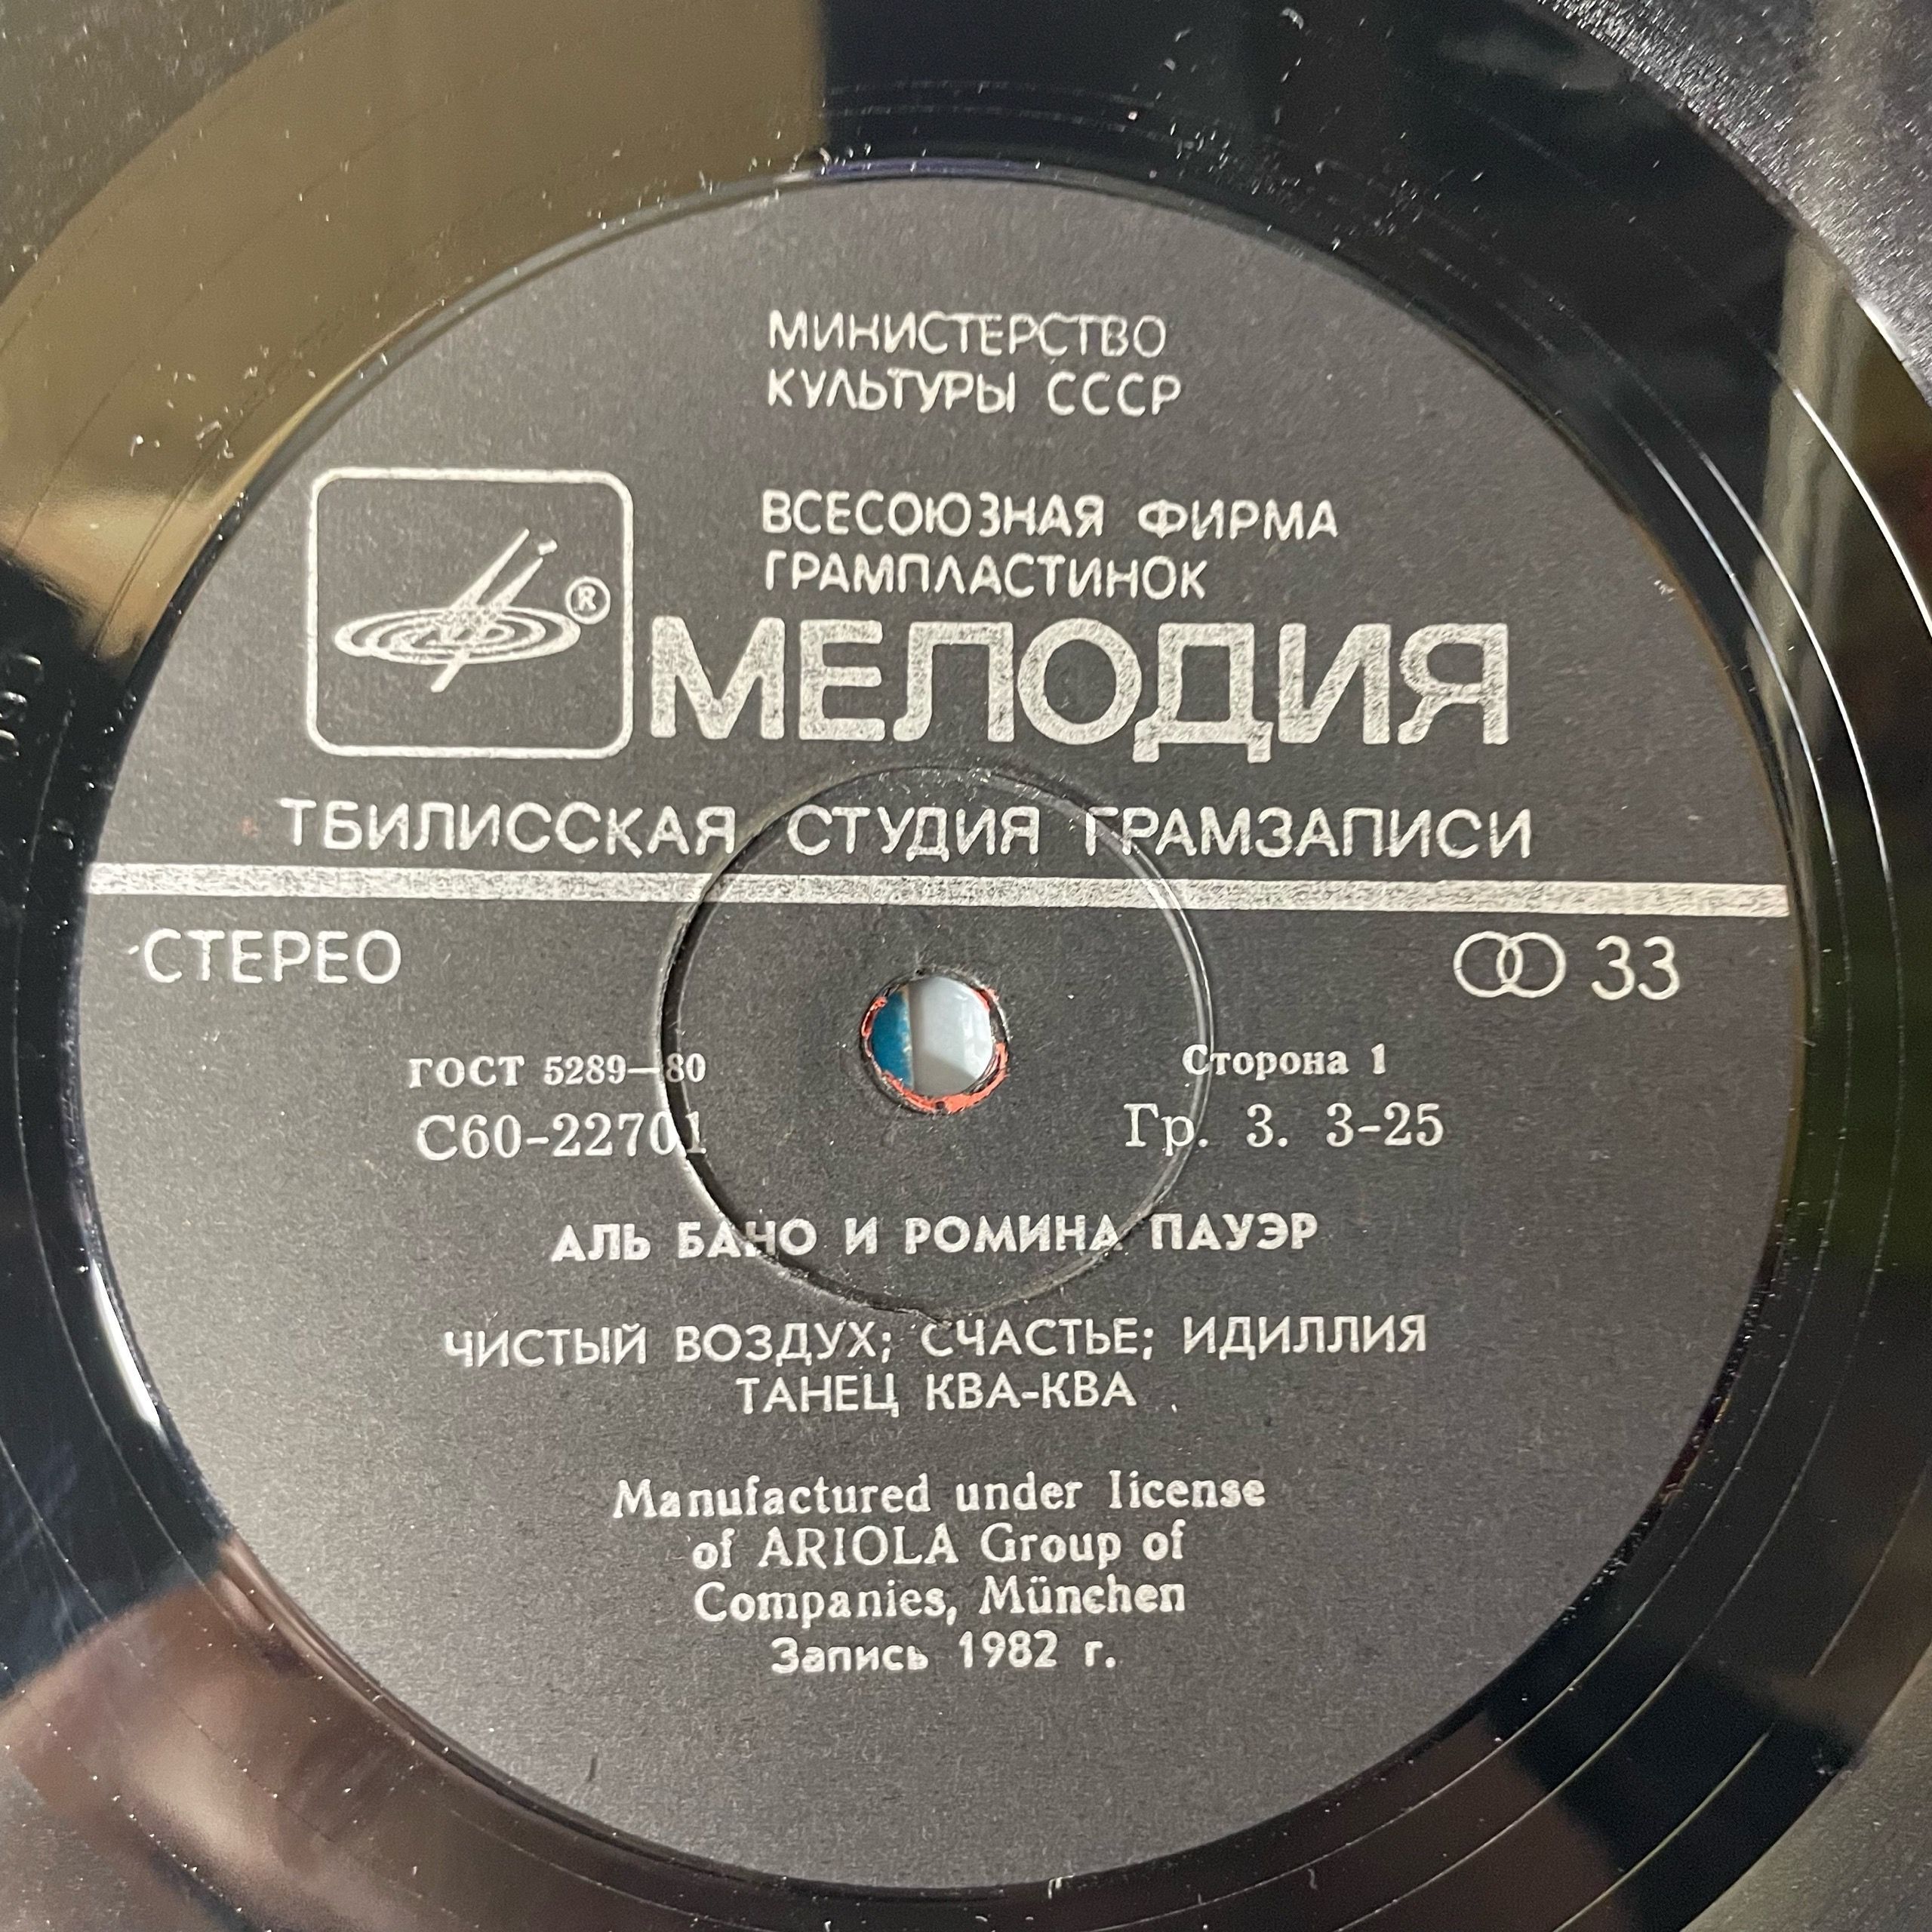 МИНИСТЕРСТВО
КУЛЬТУРЫ СССР
ВСЕСОЮЗНАЯ ФИРМА
ГРАМПЛАСТИНОК
®
МЕЛОДИЯ
ТБИЛИССКАЯ СТУДИЯ ГРАМЗАПИСИ
СТЕРЕО
33
ГОСТ 5289—80
Сторона 1
С60-22701
Гр. 3. 3-25
АЛЬ БАНО И РОМИНА ПАУЭР
ЧИСТЫЙ ВОЗДУХ; СЧАСТЬЕ; ИДИЛЛИЯ
ТАНЕЦ КВА-КВА
Manufactured under license
of ARIOLA Group of
Companies, München
Запись 1982 г.